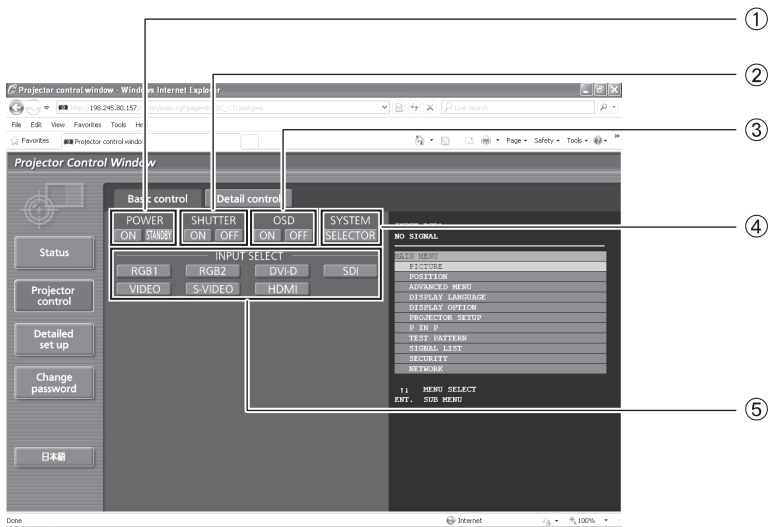 ①
②
③
④
⑤
Projector control window - Windows Internet Explorer
http://198.245.80.157
Live Search
File Edit View Favorites Tools
Favorites
Projector control window
Page Safety Tools
Projector Control Window
Basic control
Detail control
POWER
ON STANDBY
SHUTTER
ON OFF
OSD
ON OFF
SYSTEM
SELECTOR
INPUT SELECT
RGB1 RGB2 DVI-D SDI
VIDEO S-VIDEO HDMI
Status
Projector
control
Detailed
set up
Change
password
日本語
NO SIGNAL
MAIN MENU
PICTURE
POSITION
ADVANCED MENU
DISPLAY LANGUAGE
DISPLAY OPTION
PROJECTOR SETUP
P IN P
TEST PATTERN
SIGNAL LIST
SECURITY
NETWORK
↑↓ MENU SELECT
ENT. SUB MENU
Done
Internet
100%